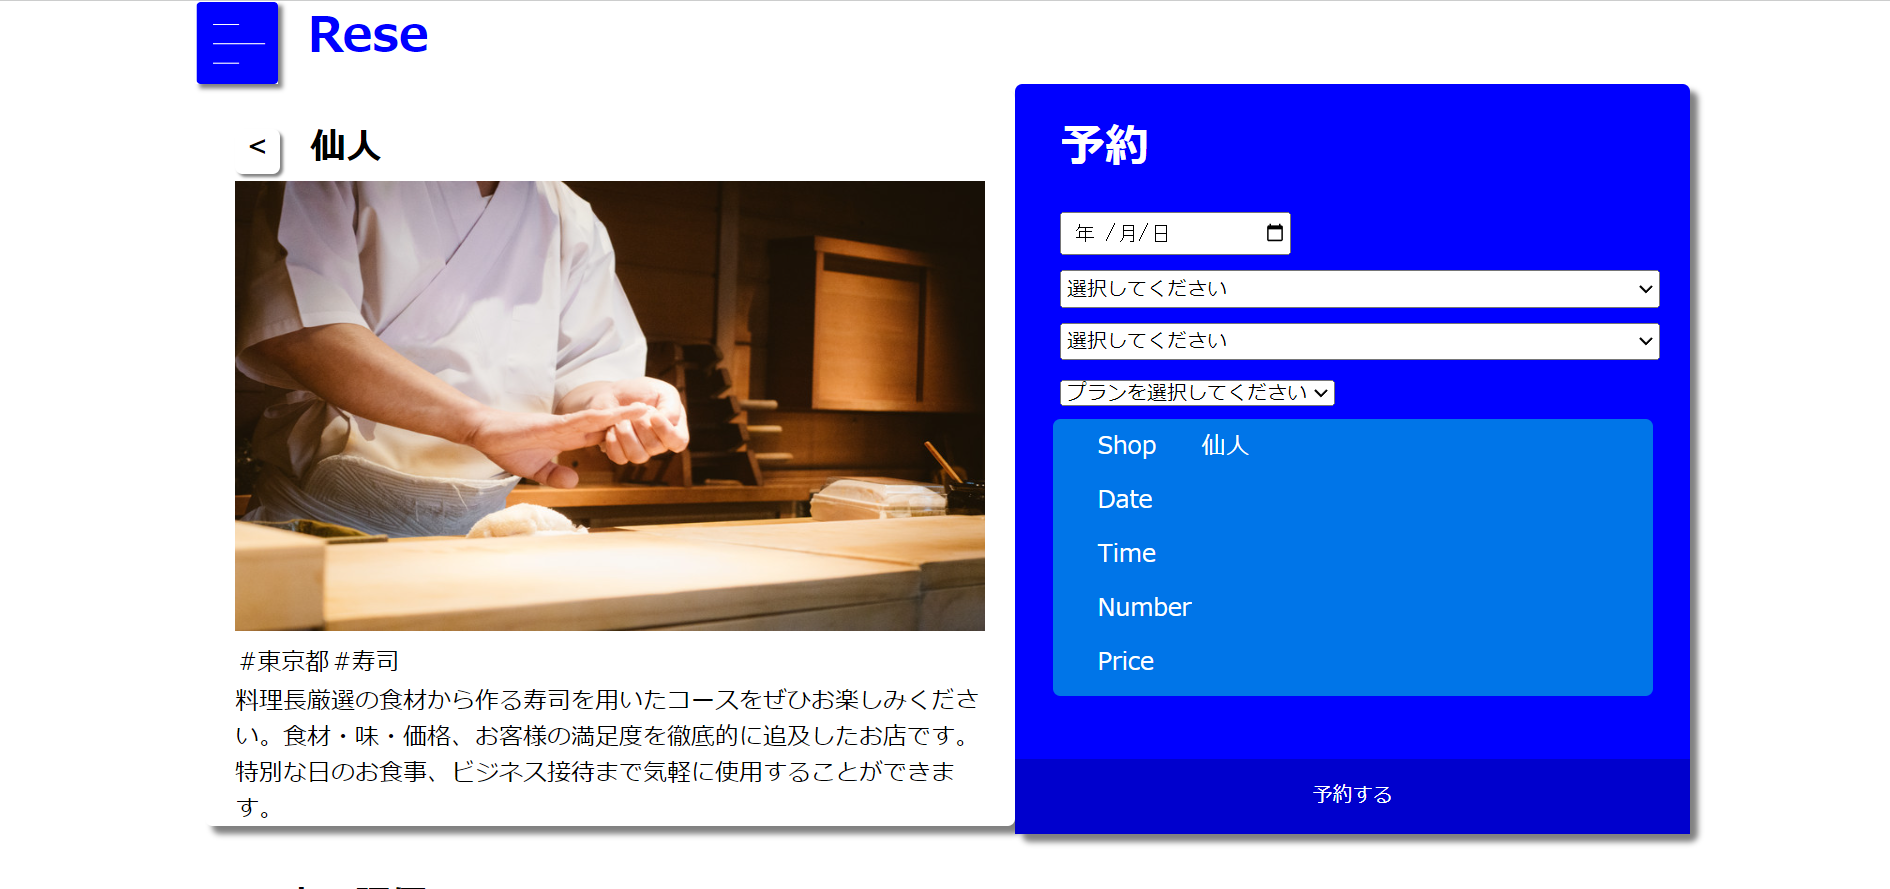 Rese
< 仙人
#東京都 #寿司
料理長厳選の食材から作る寿司を用いたコースをぜひお楽しみくださ
い。食材・味・価格、お客様の満足度を徹底的に追及したお店です。
特別な日のお食事、ビジネス接待まで気軽に使用することができま
す。
予約
年 /月/日
選択してください
選択してください
プランを選択してください
Shop 仙人
Date
Time
Number
Price
予約する